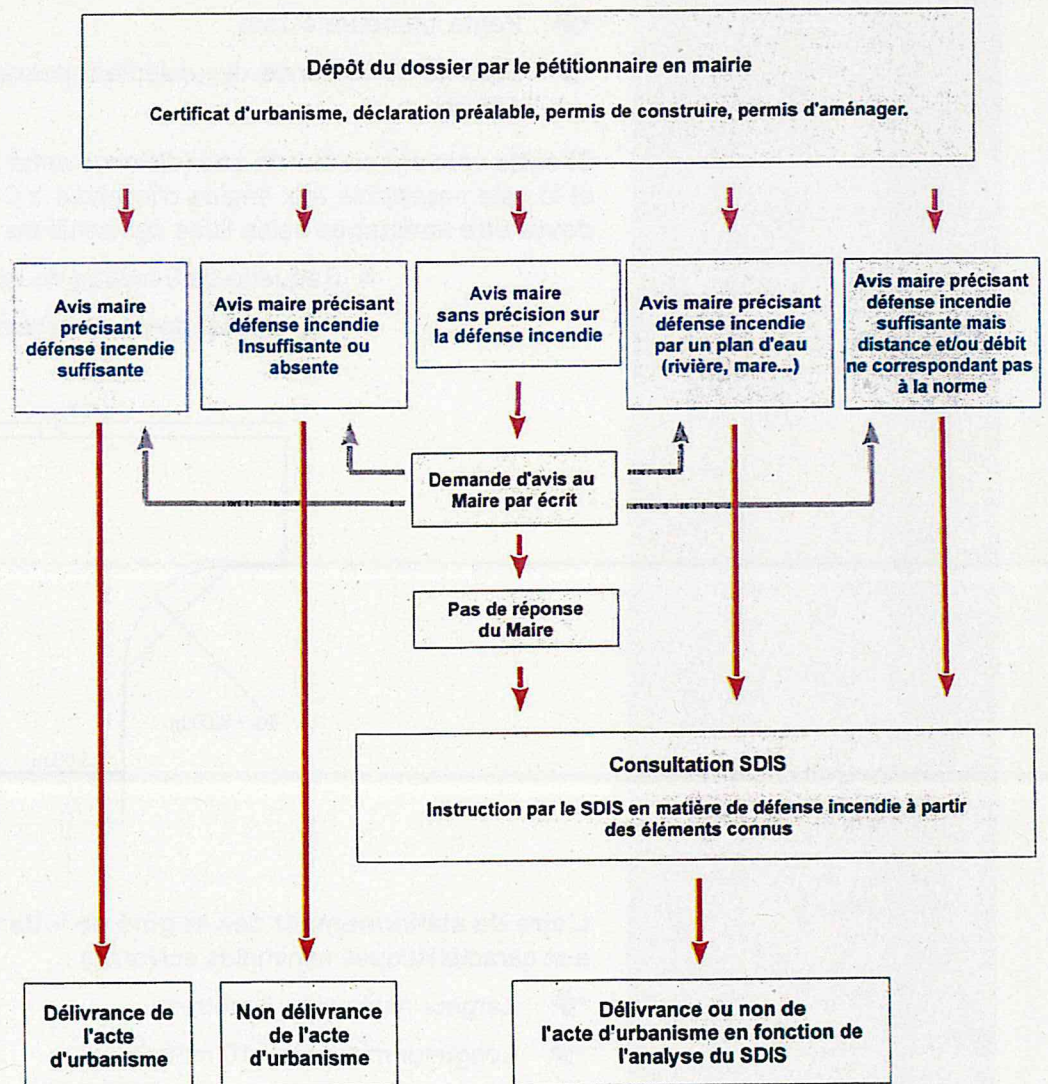 Dépôt du dossier par le pétitionnaire en mairie
Certificat d'urbanisme, déclaration préalable, permis de construire, permis d'aménager.
Avis maire
précisant
défense incendie
suffisante
Avis maire précisant
défense incendie
Insuffisante ou
absente
Avis maire
sans précision sur
la défense incendie
Avis maire précisant
défense incendie
par un plan d'eau
(rivière, mare...)
Avis maire précisant
défense incendie
suffisante mais
distance et/ou débit
ne correspondant pas
à la norme
Demande d'avis au
Maire par écrit
Pas de réponse
du Maire
Consultation SDIS
Instruction par le SDIS en matière de défense incendie à partir
des éléments connus
Délivrance de
l'acte
d'urbanisme
Non délivrance
de l'acte
d'urbanisme
Délivrance ou non de
l'acte d'urbanisme en fonction de
l'analyse du SDIS